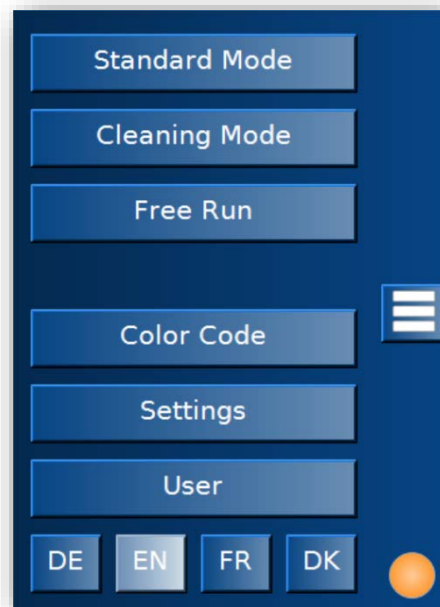 Standard Mode
Cleaning Mode
Free Run
Color Code
Settings
User
DE EN FR DK